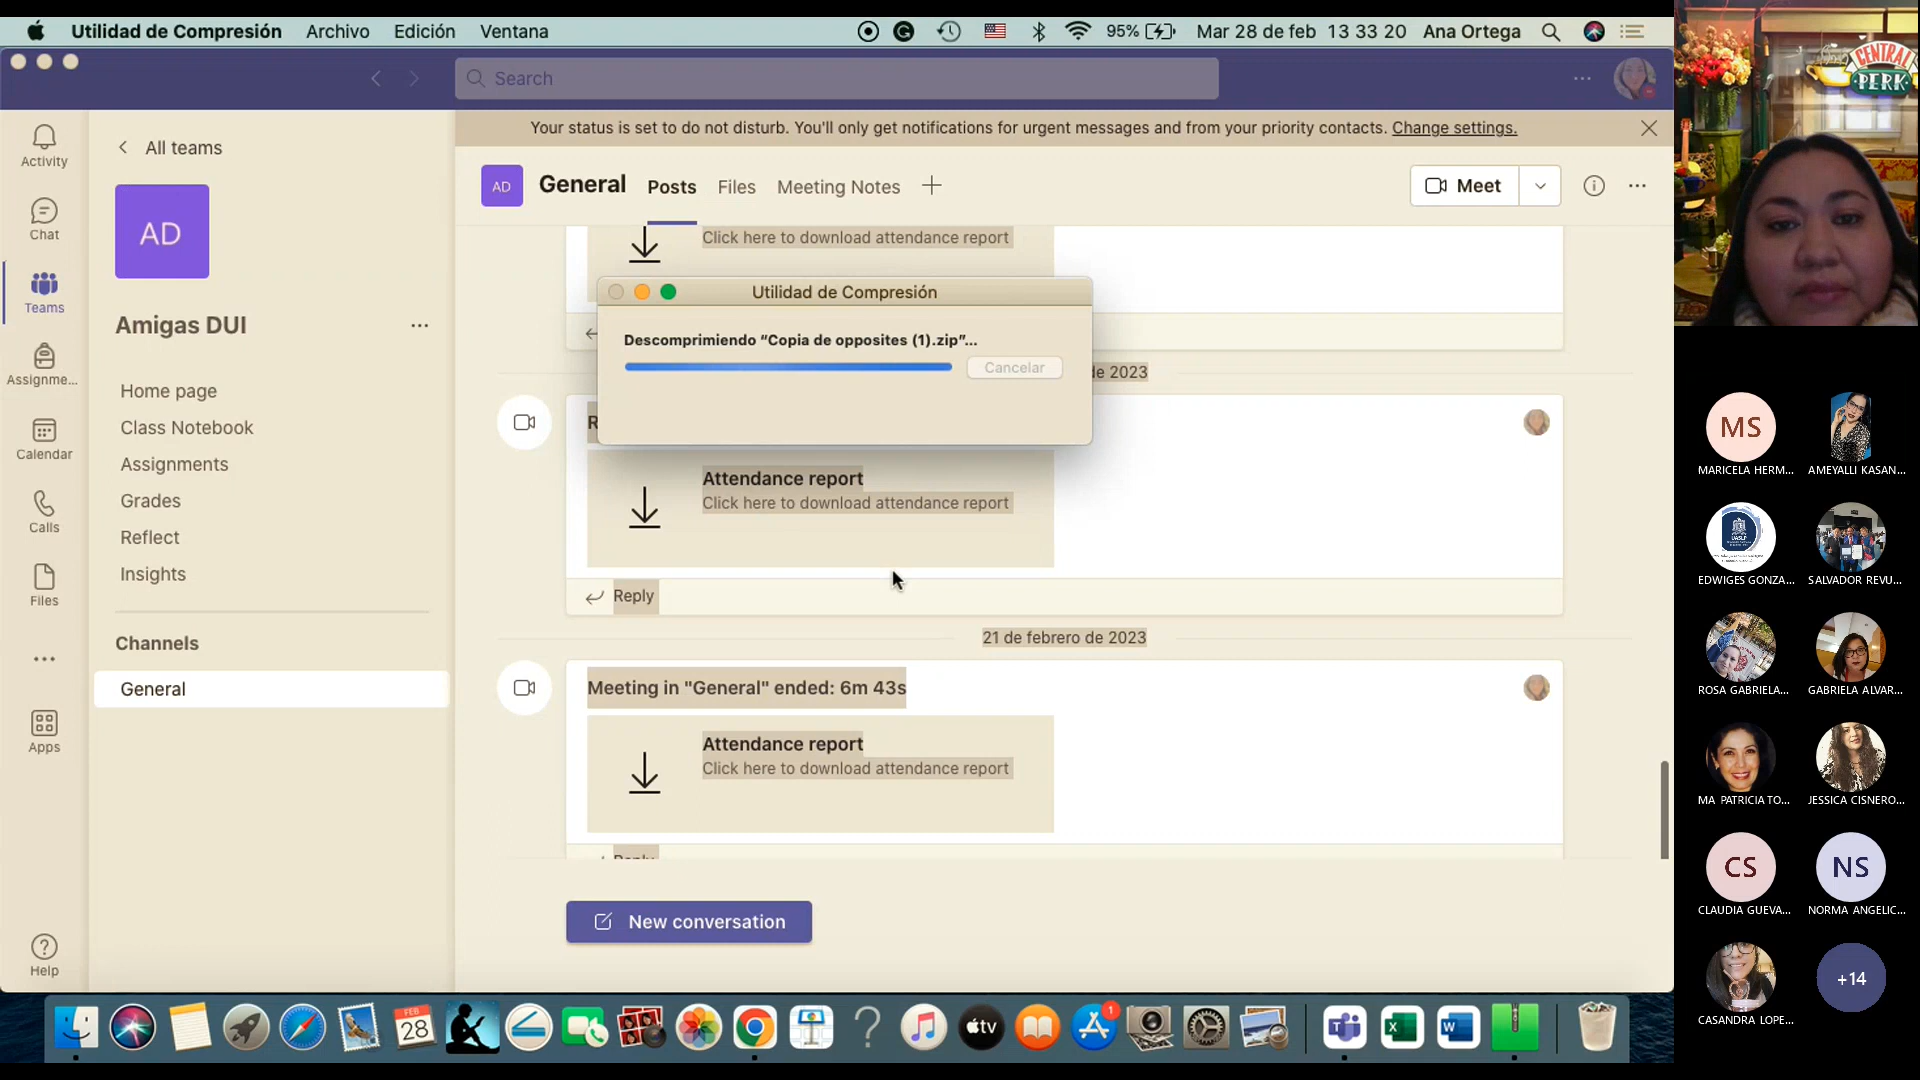 Utilidad de Compresión Archivo Edición Ventana 95% Mar 28 de feb 13 33 20 Ana Ortega
Search
Your status is set to do not disturb. You'll only get notifications for urgent messages and from your priority contacts. Change settings.
Activity
Chat
Teams
Assignme...
Calendar
Calls
Files
Apps
Help
All teams
AD
Amigas DUI
Home page
Class Notebook
Assignments
Grades
Reflect
Insights
Channels
General
AD General Posts Files Meeting Notes Meet
Click here to download attendance report
Utilidad de Compresión
Descomprimiendo “Copia de opposites (1).zip”...
Cancelar
de 2023
R
Attendance report
Click here to download attendance report
Reply
21 de febrero de 2023
Meeting in "General" ended: 6m 43s
Attendance report
Click here to download attendance report
Reply
New conversation
FEB
28
tv
1
CENTRAL
PERK
MS
MARICELA HERM...
AMEYALLI KASAN...
UASLP
EDWIGES GONZA...
SALVADOR REVU...
ROSA GABRIELA...
GABRIELA ALVAR...
MA PATRICIA TO...
JESSICA CISNERO...
CS
CLAUDIA GUEVA...
NS
NORMA ANGELIC...
CASANDRA LOPE...
+14